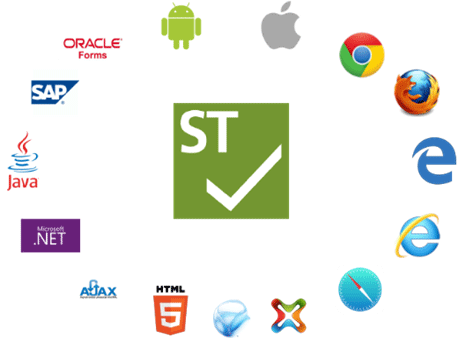 ORACLE
Forms
SAP
ST
Java
Microsoft
.NET
AJAX
HTML
5